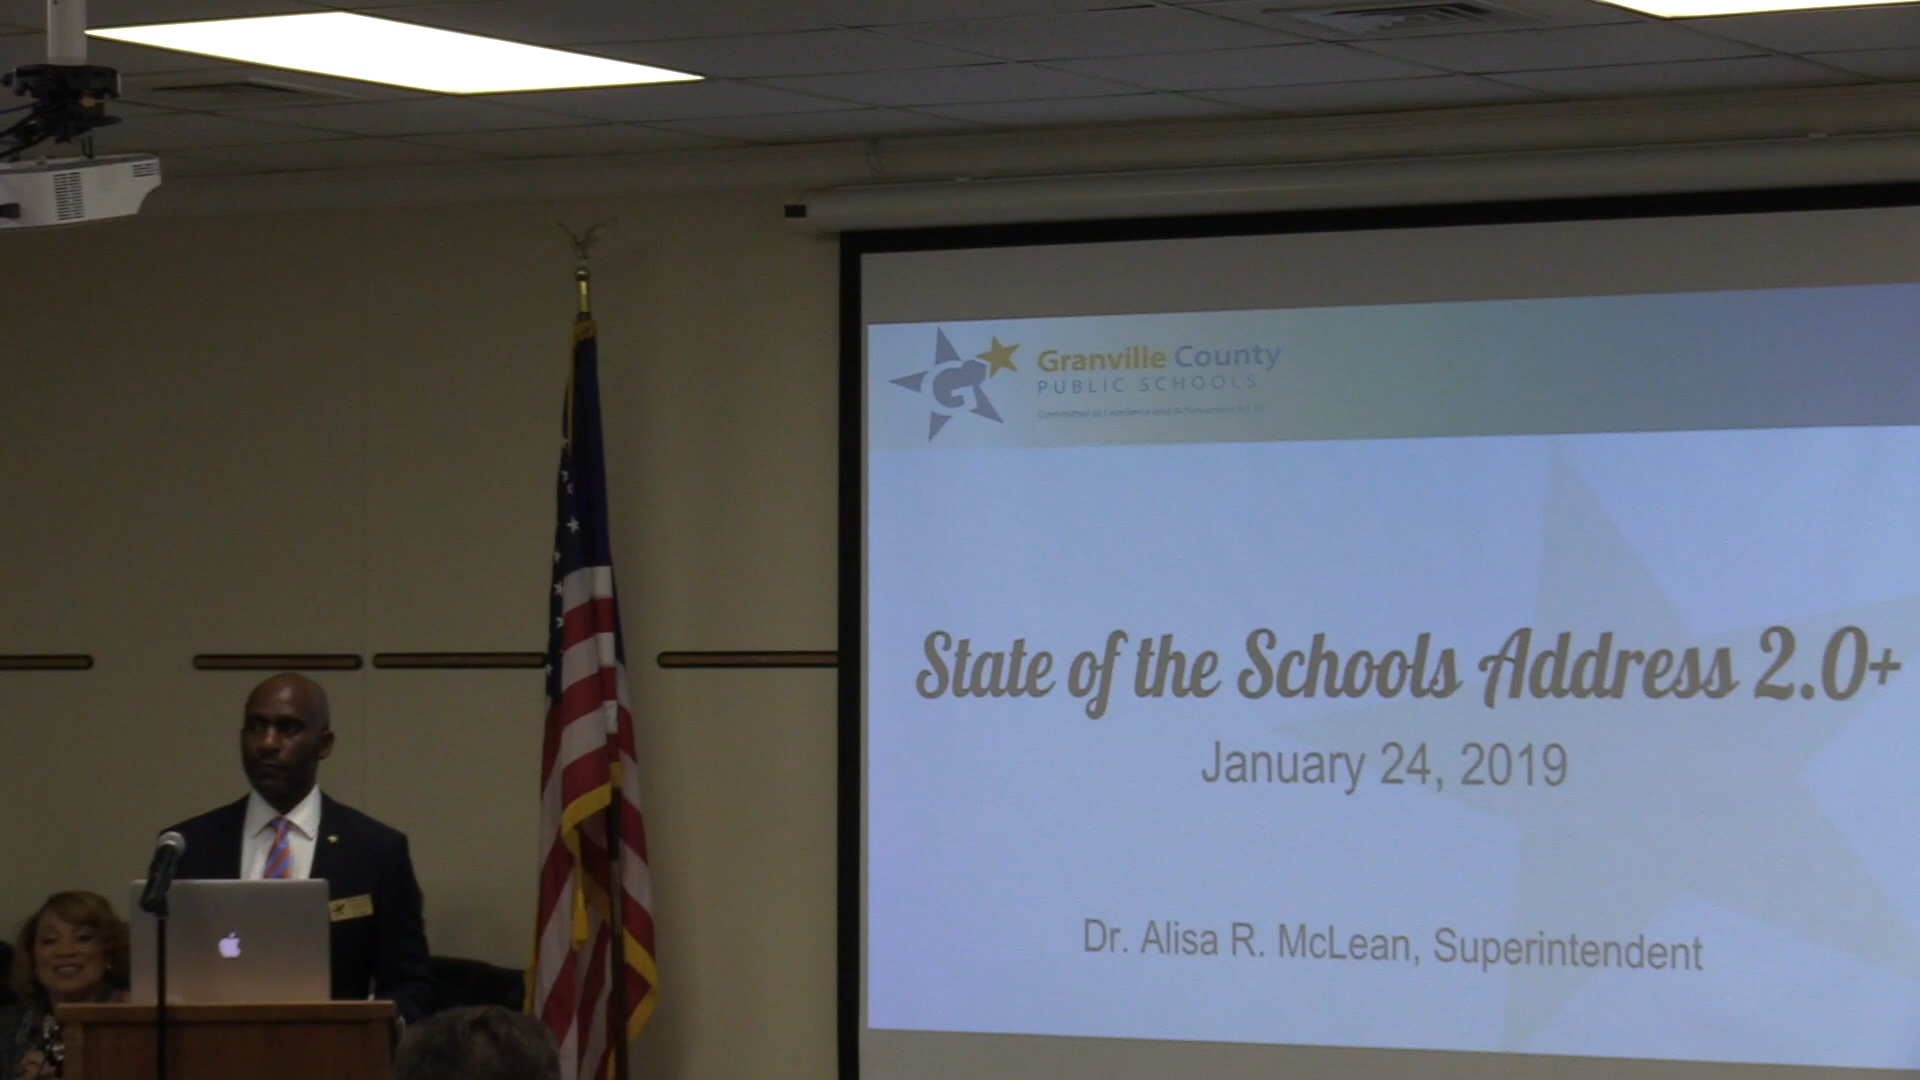 Granville County
PUBLIC SCHOOLS
State of the Schools Address 2.0+
January 24, 2019
Dr. Alisa R. McLean, Superintendent